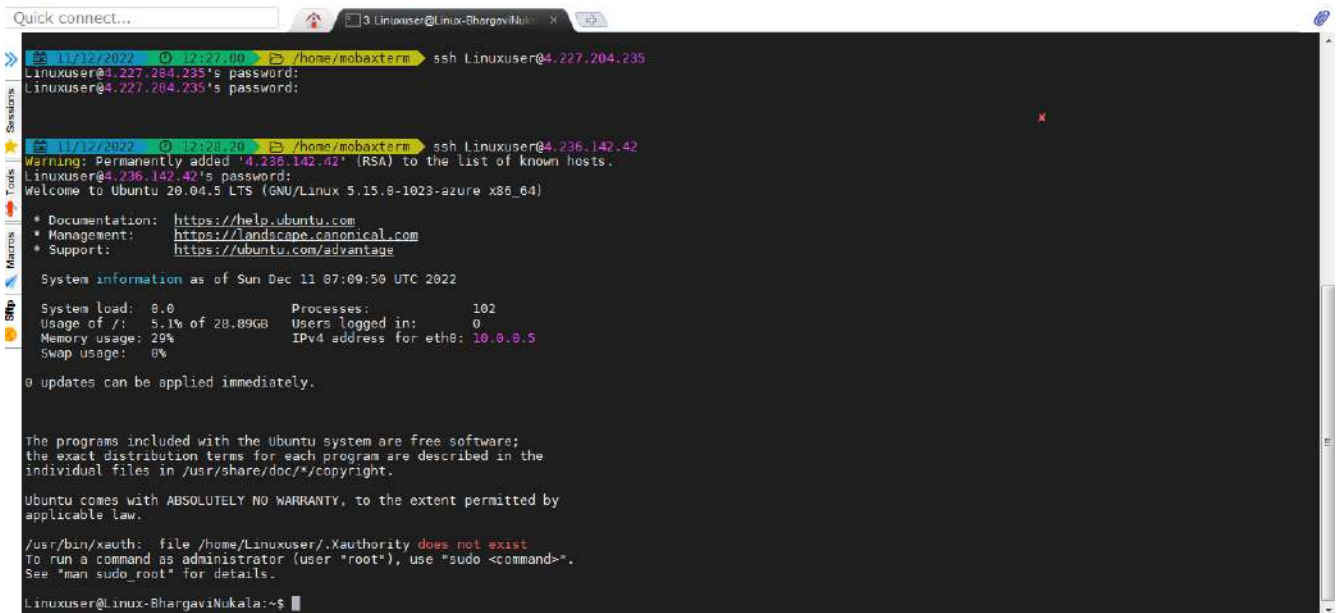 Quick connect...
3 Linuxuser@Linux-BhargaviNuk
Sessions
Tools
Macros
Sftp
11/12/2022 12:27.00 /home/mobaxterm ssh Linuxuser@4.227.204.235
Linuxuser@4.227.204.235's password:
Linuxuser@4.227.204.235's password:
x
11/12/2022 12:28.20 /home/mobaxterm ssh Linuxuser@4.236.142.42
Warning: Permanently added '4.236.142.42' (RSA) to the list of known hosts.
Linuxuser@4.236.142.42's password:
Welcome to Ubuntu 20.04.5 LTS (GNU/Linux 5.15.0-1023-azure x86_64)
* Documentation: https://help.ubuntu.com
* Management: https://landscape.canonical.com
* Support: https://ubuntu.com/advantage
System information as of Sun Dec 11 07:09:50 UTC 2022
System load: 0.0 Processes: 102
Usage of /: 5.1% of 28.89GB Users logged in: 0
Memory usage: 29% IPv4 address for eth0: 10.0.0.5
Swap usage: 0%
0 updates can be applied immediately.
The programs included with the Ubuntu system are free software;
the exact distribution terms for each program are described in the
individual files in /usr/share/doc/*/copyright.
Ubuntu comes with ABSOLUTELY NO WARRANTY, to the extent permitted by
applicable law.
/usr/bin/xauth: file /home/Linuxuser/.Xauthority does not exist
To run a command as administrator (user "root"), use "sudo <command>".
See "man sudo_root" for details.
Linuxuser@Linux-BhargaviNukala:~$